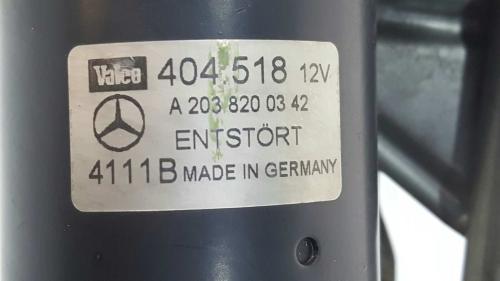 Valeo 404.518 12V
A 203 820 03 42
ENTSTÖRT
4111B MADE IN GERMANY